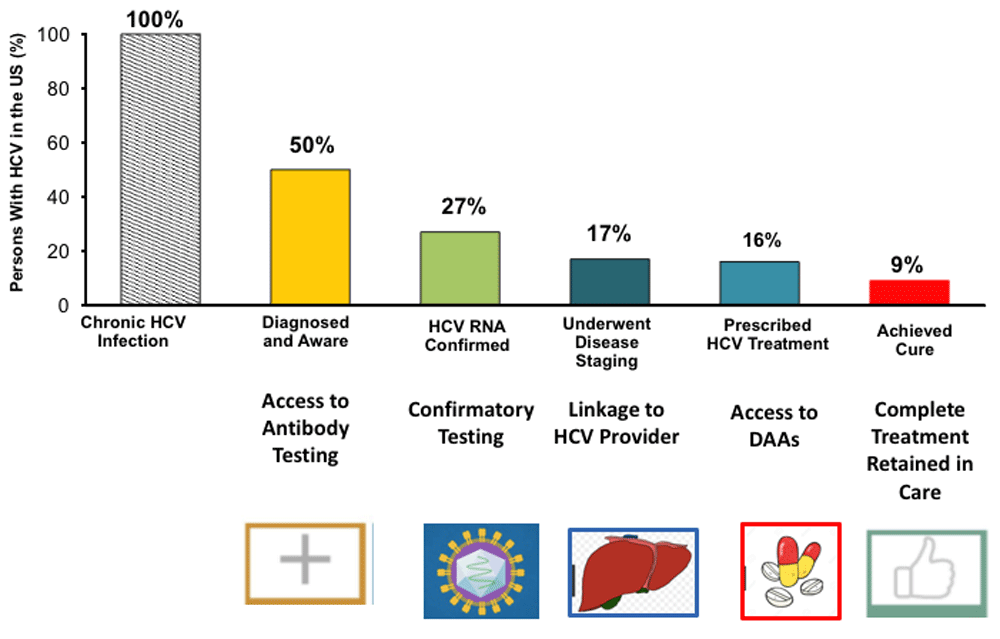 Persons With HCV in the US (%)
100
80
60
40
20
0
100%
50%
27%
17%
16%
9%
Chronic HCV
Infection
Diagnosed
and Aware
HCV RNA
Confirmed
Underwent
Disease
Staging
Prescribed
HCV Treatment
Achieved
Cure
Access to
Antibody
Testing
Confirmatory
Testing
Linkage to
HCV Provider
Access to
DAAs
Complete
Treatment
Retained in
Care